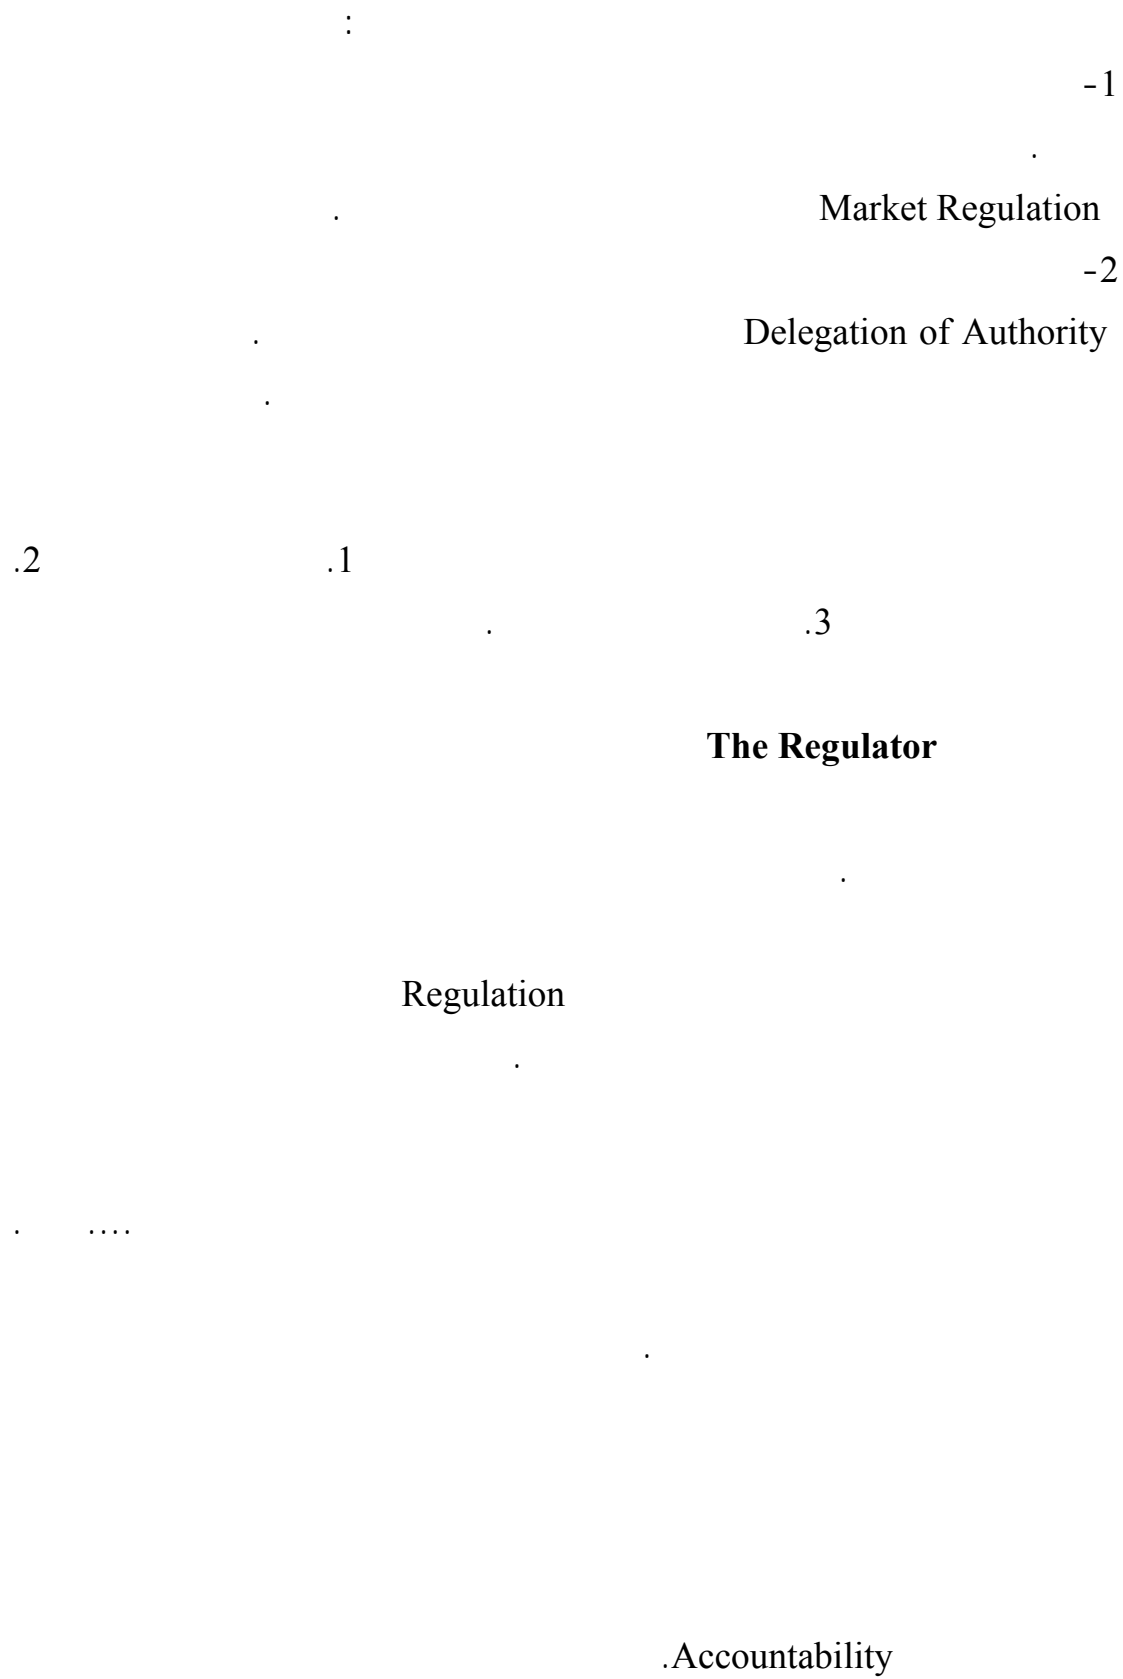 :
-1
.
Market Regulation .
-2
Delegation of Authority .
.
.1 .2
.3 .
The Regulator
.
Regulation
.
.... .
.
.Accountability